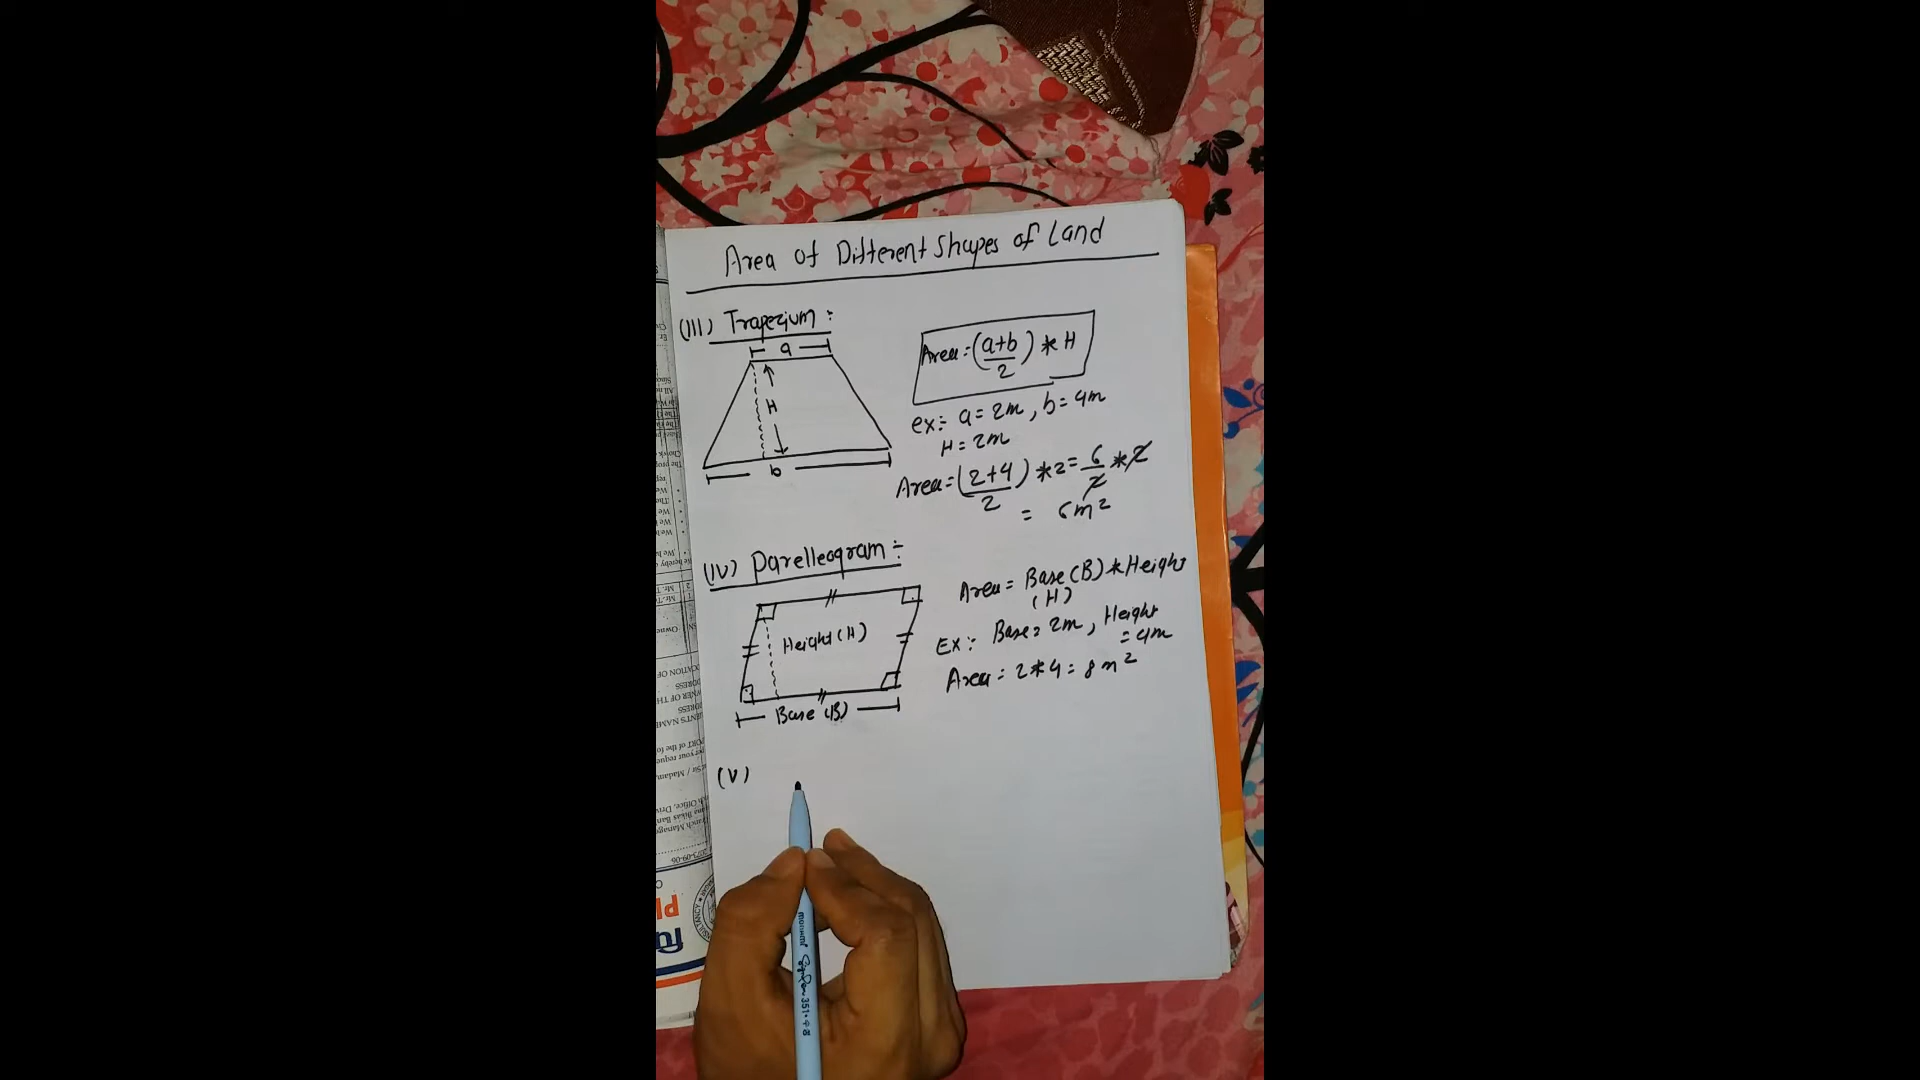 Area of Different Shapes of Land
(III) Trapezium :
a
H
b
Area = (a+b/2) * H
ex:- a = 2m, b = 4m
H = 2m
Area = (2+4/2) * 2 = 6/2 * 2
= 6m²
(IV) Parelleogram :-
Height (H)
Base (B)
Area = Base (B) * Height
(H)
Ex:- Base = 2m, Height
= 4m
Area = 2 * 4 = 8 m²
(V)